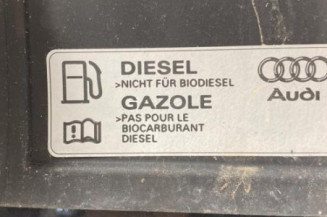 DIESEL
>NICHT FÜR BIODIESEL
GAZOLE
>PAS POUR LE
BIOCARBURANT
DIESEL
Audi